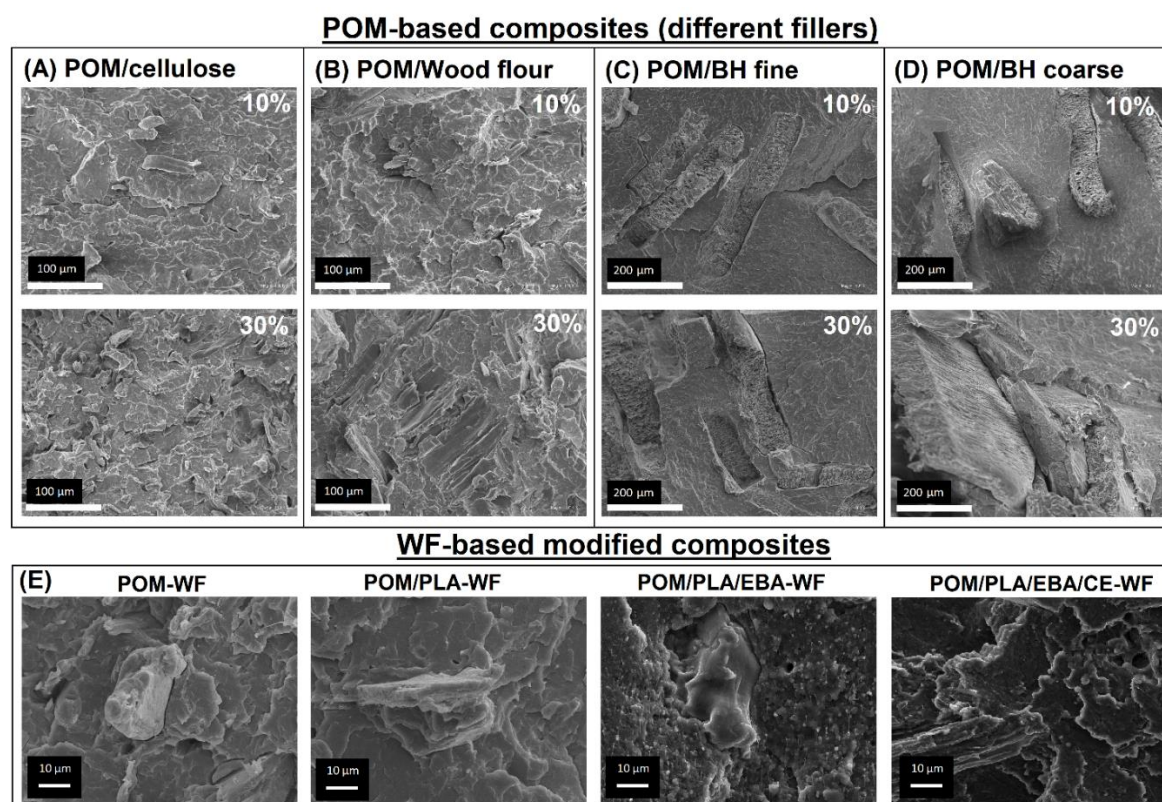 POM-based composites (different fillers)
(A) POM/cellulose
(B) POM/Wood flour
(C) POM/BH fine
(D) POM/BH coarse
10%
10%
10%
10%
100 µm
100 µm
200 µm
200 µm
30%
30%
30%
30%
100 µm
100 µm
200 µm
200 µm
WF-based modified composites
(E)
POM-WF
POM/PLA-WF
POM/PLA/EBA-WF
POM/PLA/EBA/CE-WF
10 µm
10 µm
10 µm
10 µm